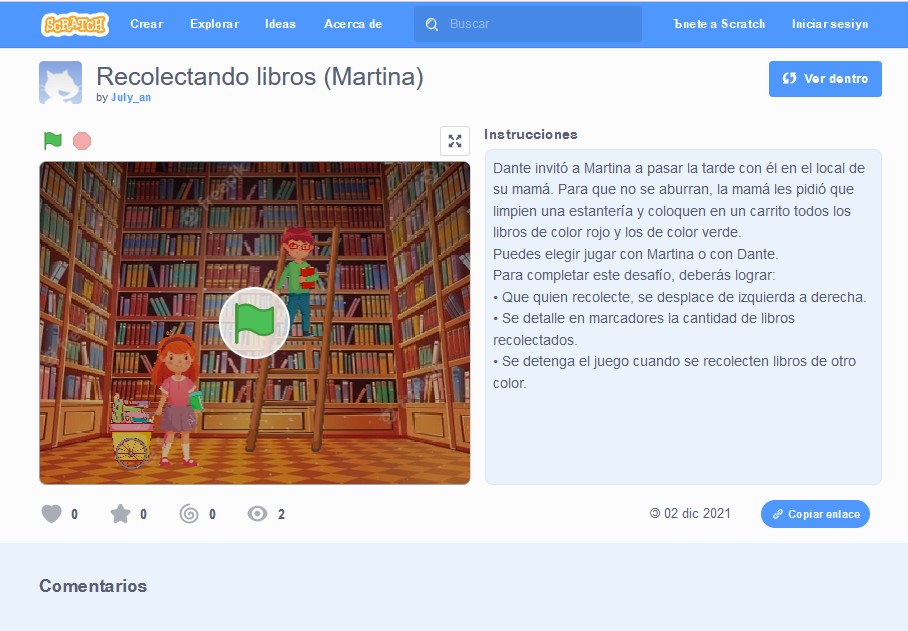 SCRATCH Crear Explorar Ideas Acerca de Buscar Ъnete a Scratch Iniciar sesiуn
Recolectando libros (Martina)
by July_an
Ver dentro
Instrucciones
Dante invitó a Martina a pasar la tarde con él en el local de
su mamá. Para que no se aburran, la mamá les pidió que
limpien una estantería y coloquen en un carrito todos los
libros de color rojo y los de color verde.
Puedes elegir jugar con Martina o con Dante.
Para completar este desafío, deberás lograr:
• Que quien recolecte, se desplace de izquierda a derecha.
• Se detalle en marcadores la cantidad de libros
recolectados.
• Se detenga el juego cuando se recolecten libros de otro
color.
freepik
0 0 0 2
© 02 dic 2021
Copiar enlace
Comentarios